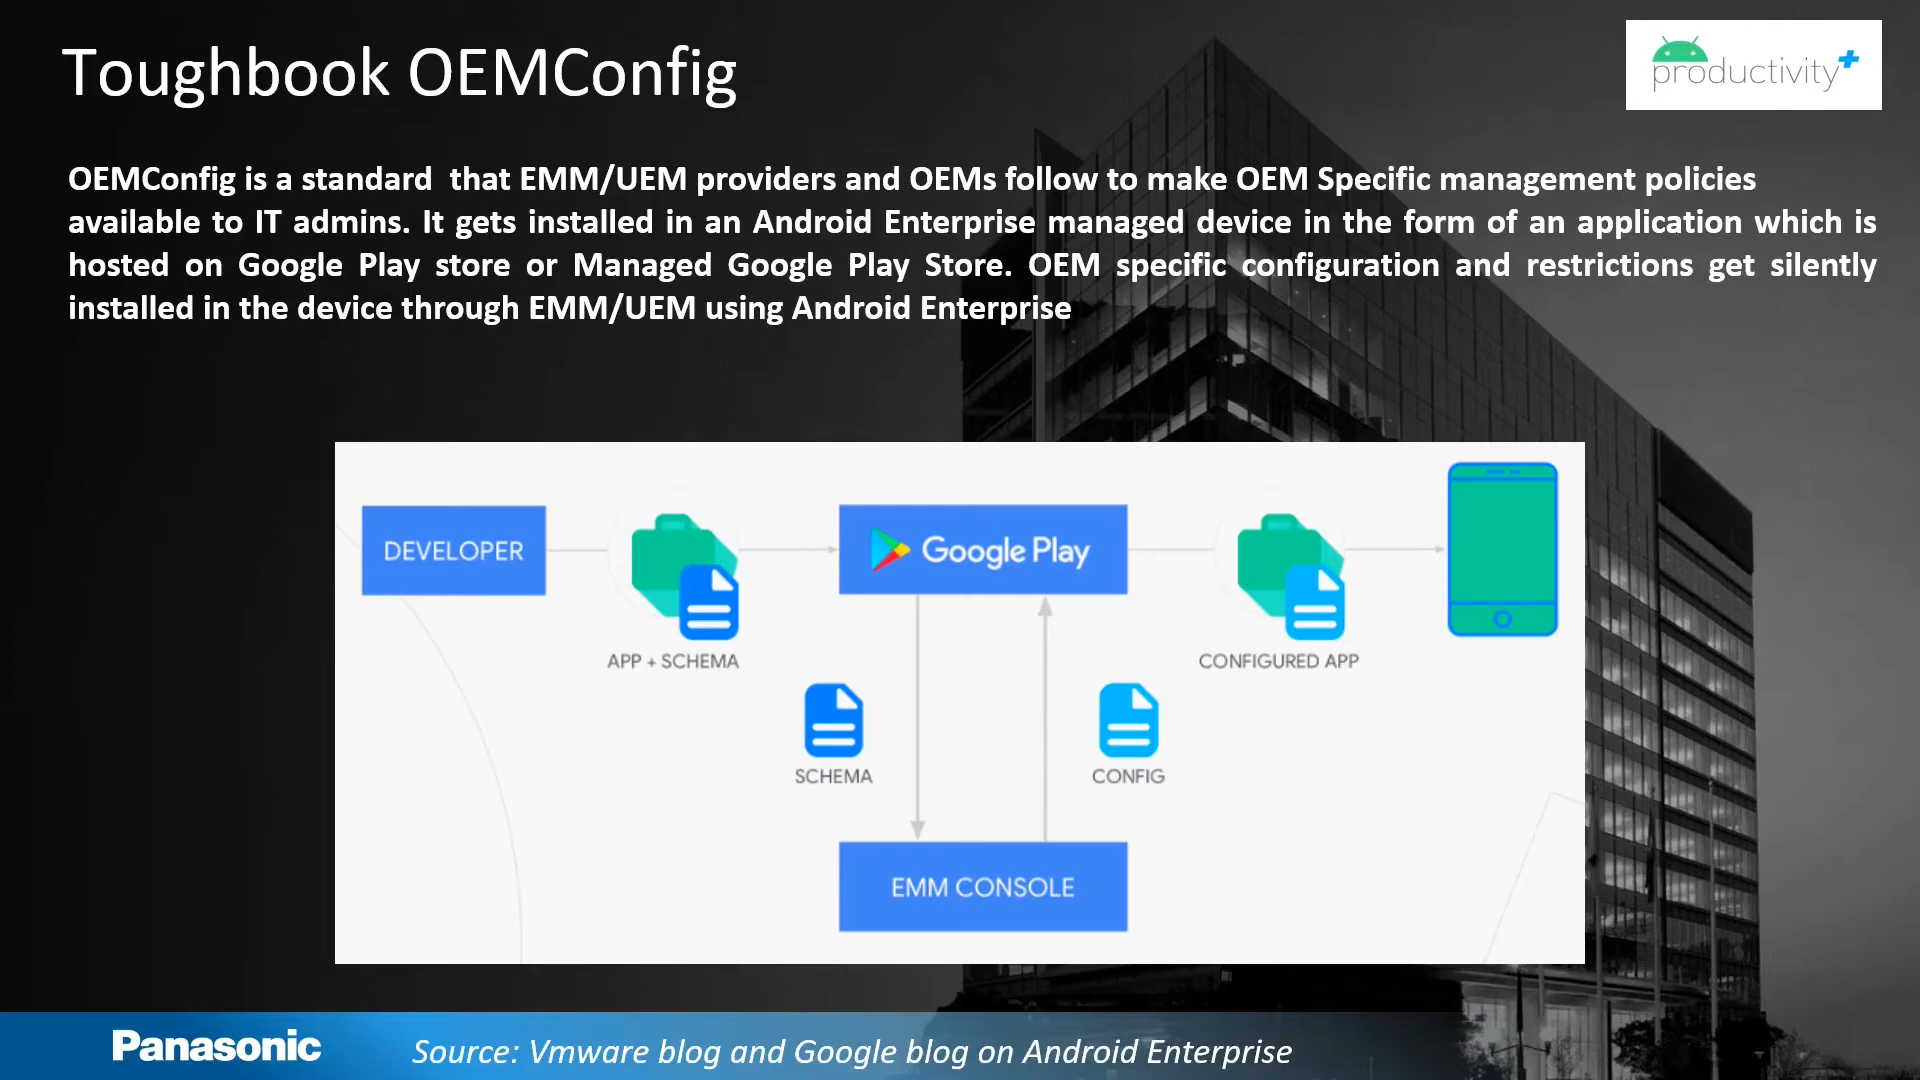 Toughbook OEMConfig
productivity+
OEMConfig is a standard  that EMM/UEM providers and OEMs follow to make OEM Specific management policies
available to IT admins. It gets installed in an Android Enterprise managed device in the form of an application which is
hosted on Google Play store or Managed Google Play Store. OEM specific configuration and restrictions get silently
installed in the device through EMM/UEM using Android Enterprise
DEVELOPER
Google Play
APP + SCHEMA
CONFIGURED APP
SCHEMA
CONFIG
EMM CONSOLE
Panasonic
Source: Vmware blog and Google blog on Android Enterprise